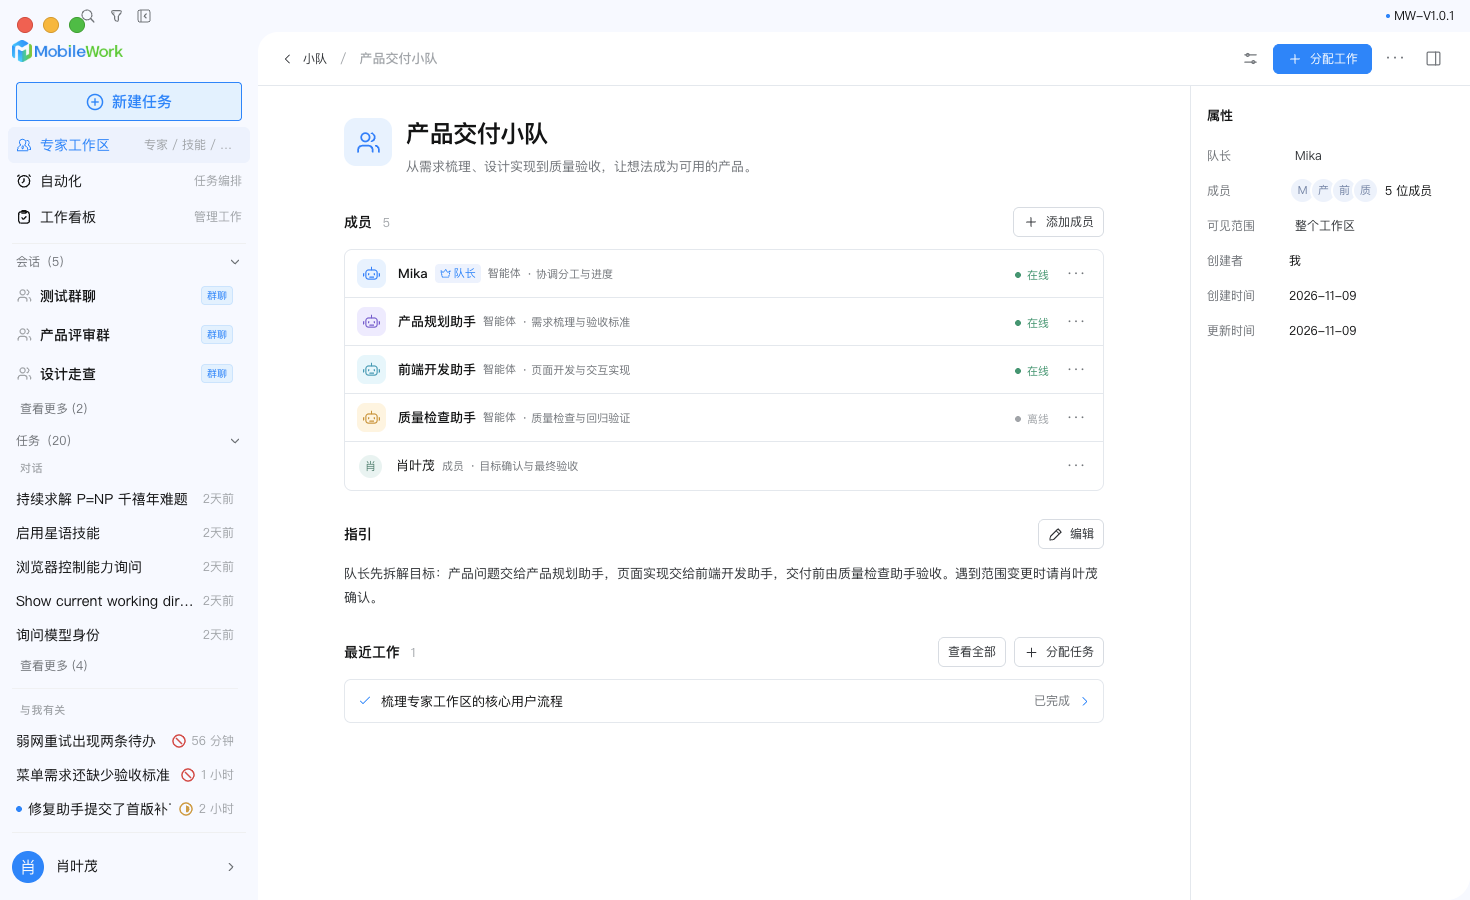 MW-V1.0.1
MobileWork
新建任务
专家工作区 专家 / 技能 / ...
自动化 任务编排
工作看板 管理工作
会话 (5)
测试群聊 群聊
产品评审群 群聊
设计走查 群聊
查看更多 (2)
任务 (20)
对话
持续求解 P=NP 千禧年难题 2天前
启用星语技能 2天前
浏览器控制能力询问 2天前
Show current working dir... 2天前
询问模型身份 2天前
查看更多 (4)
与我有关
弱网重试出现两条待办 56 分钟
菜单需求还缺少验收标准 1 小时
修复助手提交了首版补 2 小时
肖 肖叶茂
小队 / 产品交付小队
分配工作
产品交付小队
从需求梳理、设计实现到质量验收，让想法成为可用的产品。
成员 5
添加成员
Mika 队长 智能体 · 协调分工与进度 在线
产品规划助手 智能体 · 需求梳理与验收标准 在线
前端开发助手 智能体 · 页面开发与交互实现 在线
质量检查助手 智能体 · 质量检查与回归验证 离线
肖 肖叶茂 成员 · 目标确认与最终验收
指引
编辑
队长先拆解目标：产品问题交给产品规划助手，页面实现交给前端开发助手，交付前由质量检查助手验收。遇到范围变更时请肖叶茂
确认。
最近工作 1
查看全部
分配任务
梳理专家工作区的核心用户流程 已完成
属性
队长 Mika
成员 M 产 前 质 5 位成员
可见范围 整个工作区
创建者 我
创建时间 2026-11-09
更新时间 2026-11-09